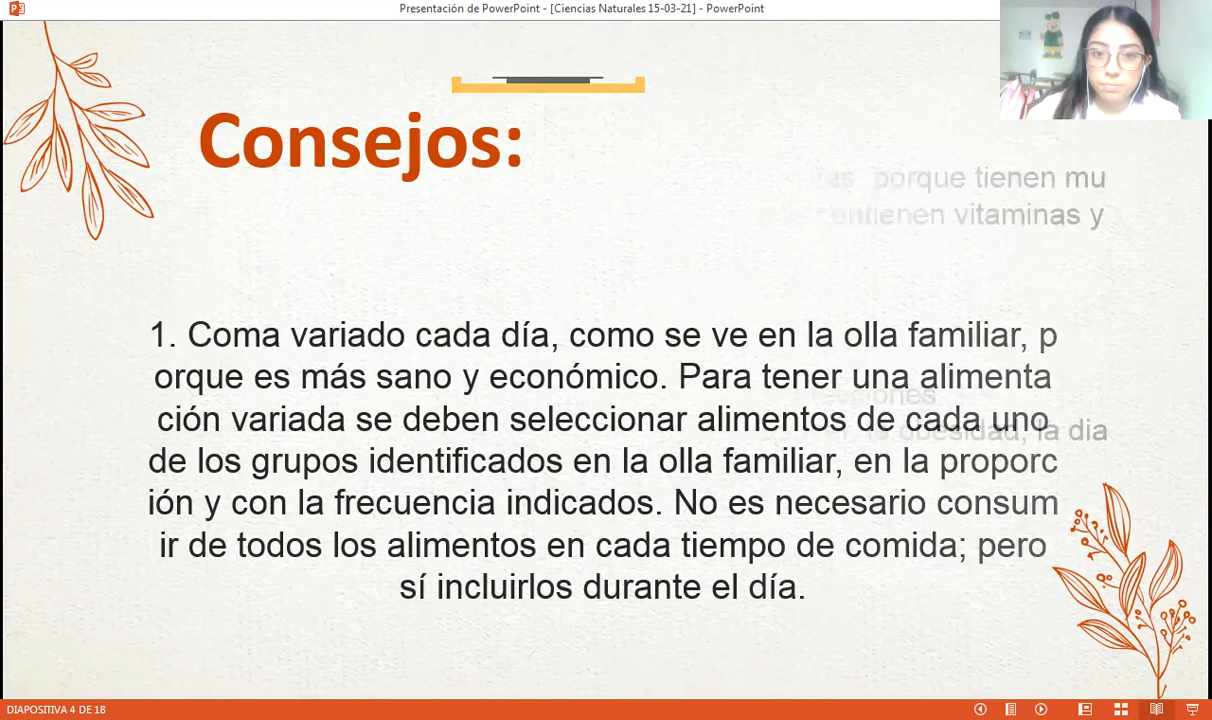 Presentación de PowerPoint - [Ciencias Naturales 15-03-21] - PowerPoint
Consejos:
porque tienen mu
contienen vitaminas y
1. Coma variado cada día, como se ve en la olla familiar, p
orque es más sano y económico. Para tener una alimenta
ción variada se deben seleccionar alimentos de cada uno
de los grupos identificados en la olla familiar, en la proporc
ión y con la frecuencia indicados. No es necesario consum
ir de todos los alimentos en cada tiempo de comida; pero
sí incluirlos durante el día.
obesidad, la dia
DIAPOSITIVA 4 DE 18